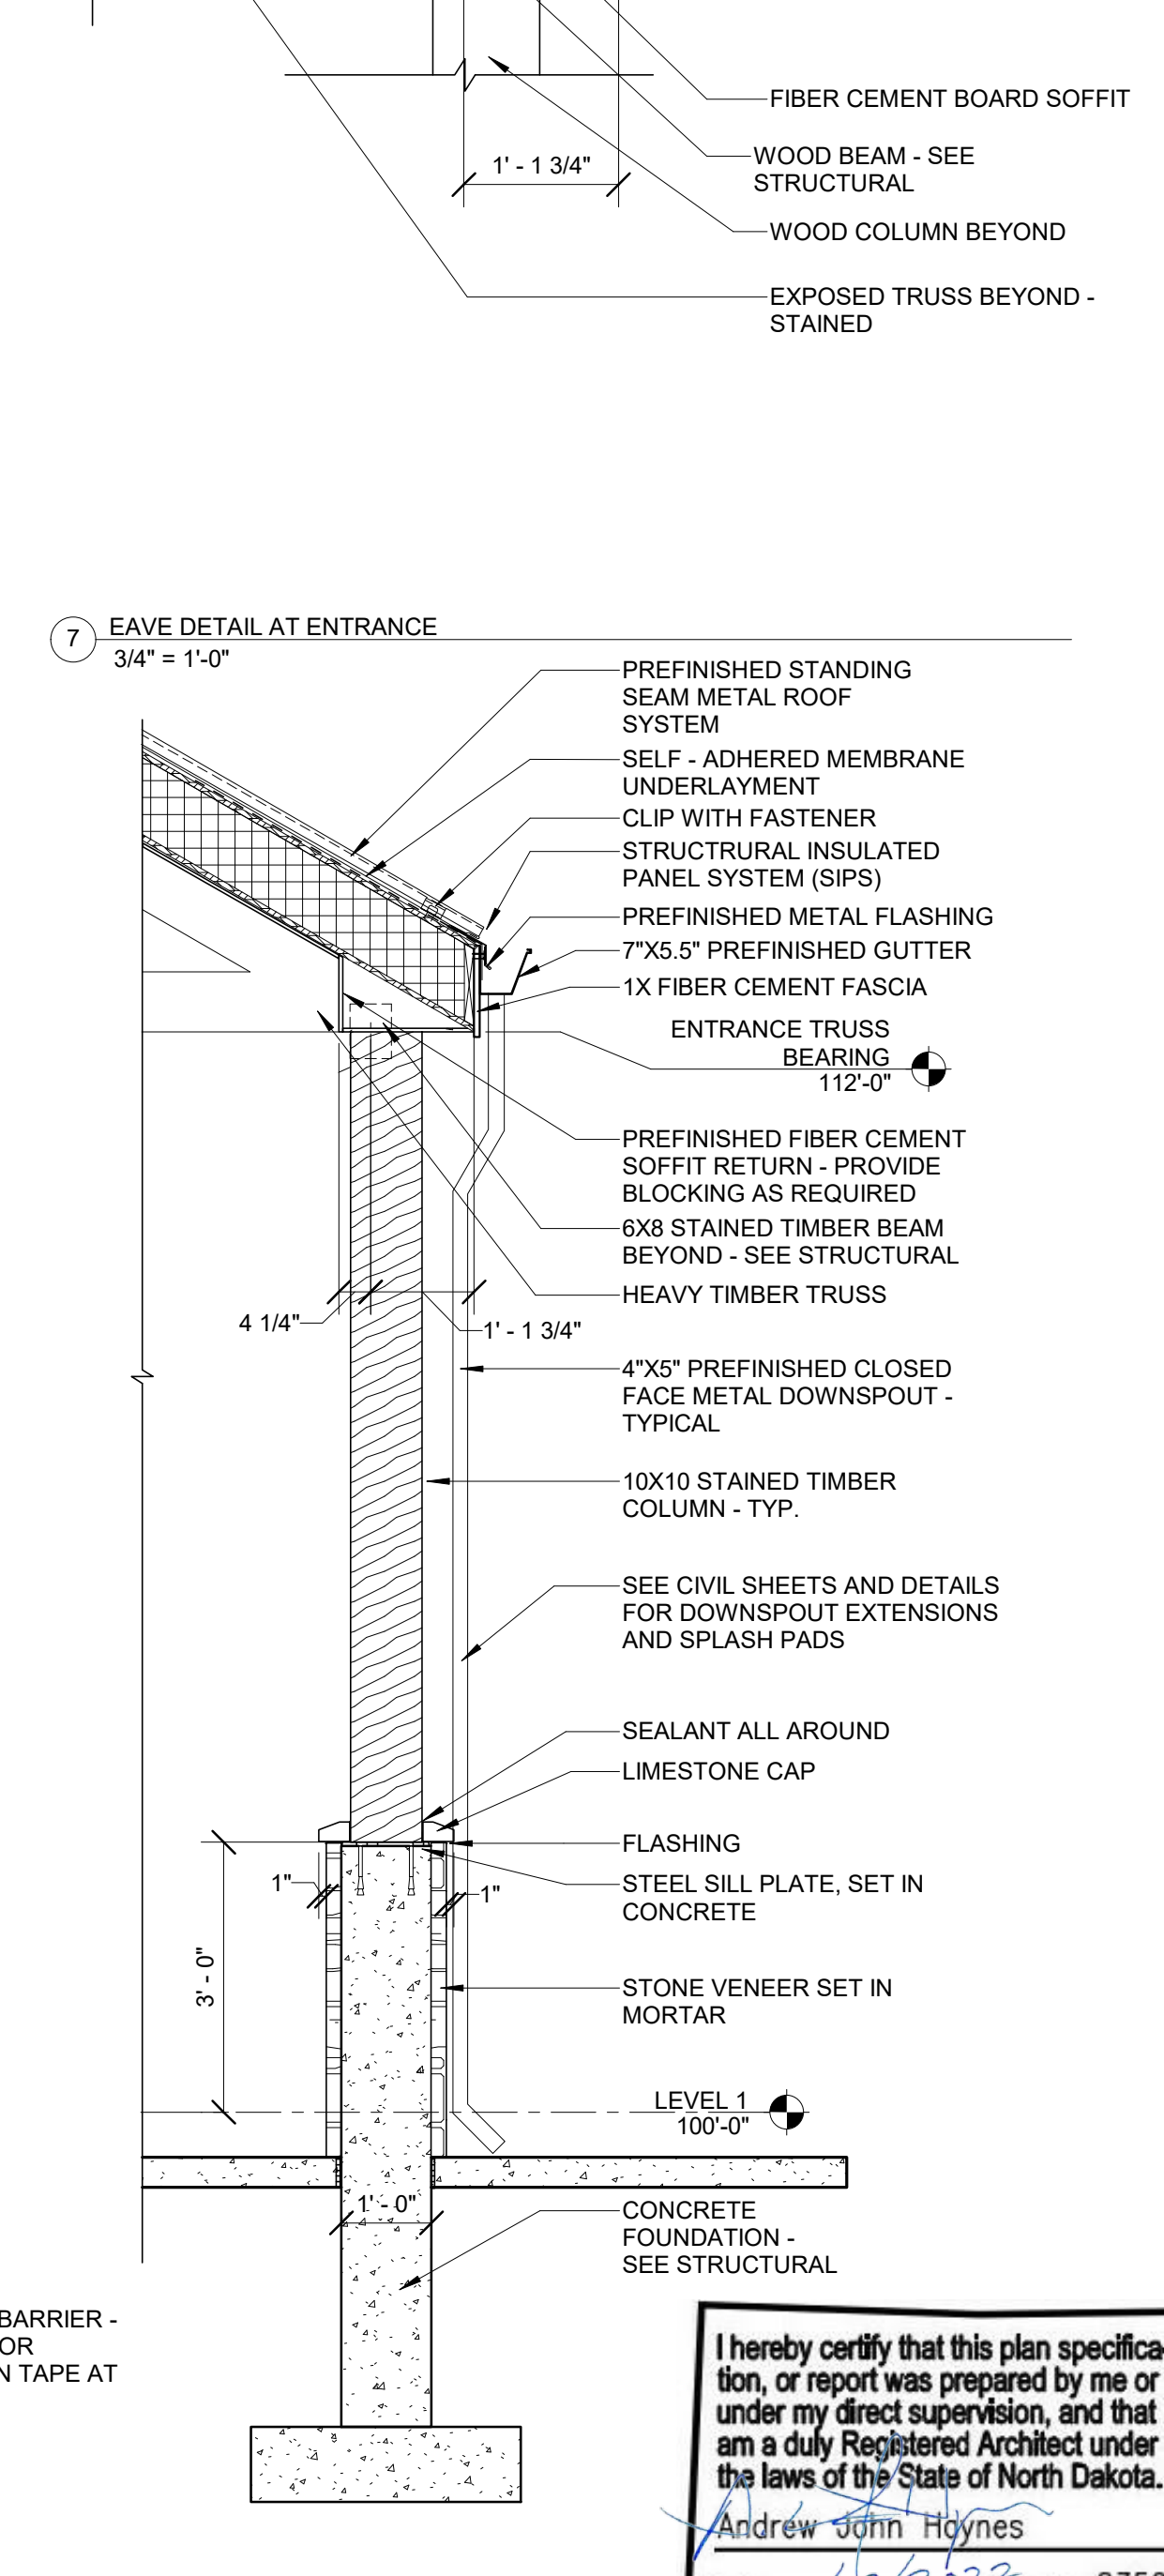 FIBER CEMENT BOARD SOFFIT
WOOD BEAM - SEE
STRUCTURAL
1' - 1 3/4"
WOOD COLUMN BEYOND
EXPOSED TRUSS BEYOND -
STAINED
7
EAVE DETAIL AT ENTRANCE
3/4" = 1'-0"
PREFINISHED STANDING
SEAM METAL ROOF
SYSTEM
SELF - ADHERED MEMBRANE
UNDERLAYMENT
CLIP WITH FASTENER
STRUCTRURAL INSULATED
PANEL SYSTEM (SIPS)
PREFINISHED METAL FLASHING
7"X5.5" PREFINISHED GUTTER
1X FIBER CEMENT FASCIA
ENTRANCE TRUSS
BEARING
112'-0"
PREFINISHED FIBER CEMENT
SOFFIT RETURN - PROVIDE
BLOCKING AS REQUIRED
6X8 STAINED TIMBER BEAM
BEYOND - SEE STRUCTURAL
HEAVY TIMBER TRUSS
4 1/4"
1' - 1 3/4"
4"X5" PREFINISHED CLOSED
FACE METAL DOWNSPOUT -
TYPICAL
10X10 STAINED TIMBER
COLUMN - TYP.
SEE CIVIL SHEETS AND DETAILS
FOR DOWNSPOUT EXTENSIONS
AND SPLASH PADS
SEALANT ALL AROUND
LIMESTONE CAP
FLASHING
STEEL SILL PLATE, SET IN
CONCRETE
1"
1"
3' - 0"
STONE VENEER SET IN
MORTAR
LEVEL 1
100'-0"
1' - 0"
CONCRETE
FOUNDATION -
SEE STRUCTURAL
BARRIER -
OR
N TAPE AT
I hereby certify that this plan specifica-
tion, or report was prepared by me or
under my direct supervision, and that
am a duly Registered Architect under
the laws of the State of North Dakota.
Andrew John Hoynes